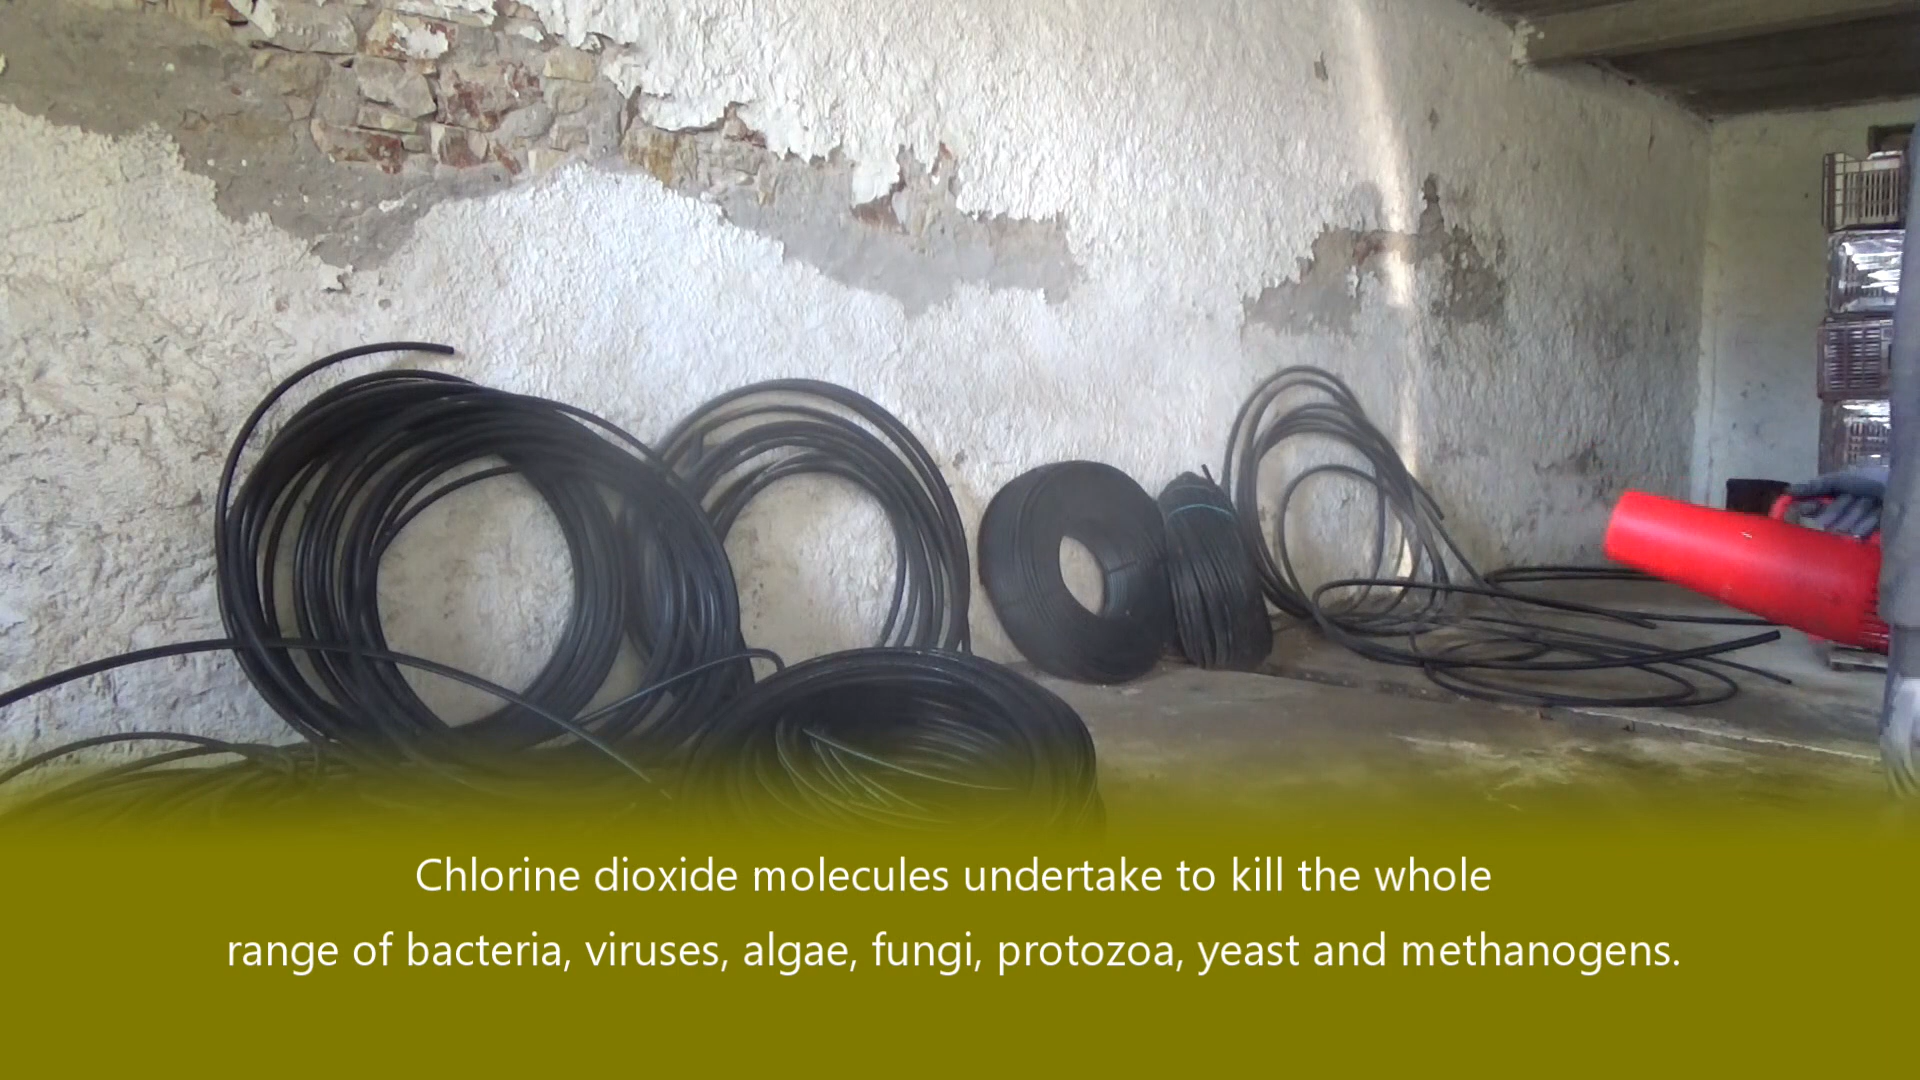 Chlorine dioxide molecules undertake to kill the whole
range of bacteria, viruses, algae, fungi, protozoa, yeast and methanogens.